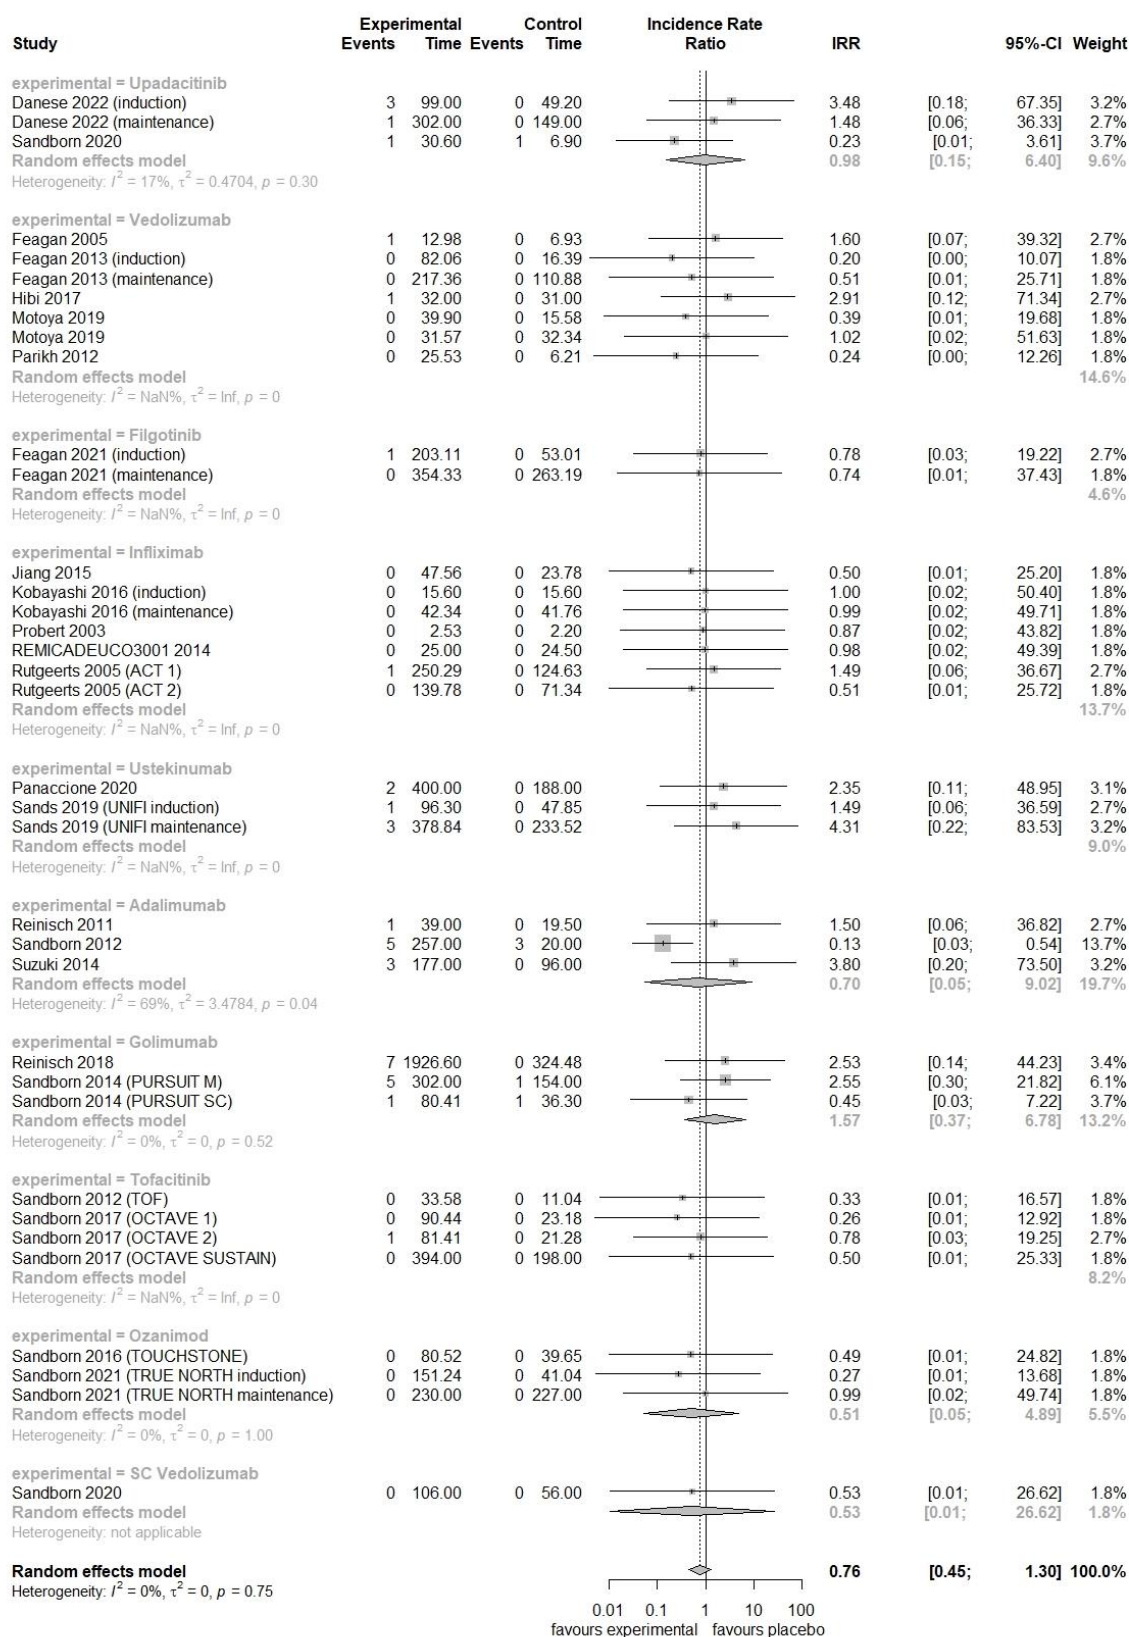 Experimental Control Incidence Rate
Study Events Time Events Time Ratio IRR 95%-CI Weight
experimental = Upadacitinib
Danese 2022 (induction) 3 99.00 0 49.20 3.48 [0.18; 67.35] 3.2%
Danese 2022 (maintenance) 1 302.00 0 149.00 1.48 [0.06; 36.33] 2.7%
Sandborn 2020 1 30.60 1 6.90 0.23 [0.01; 3.61] 3.7%
Random effects model 0.98 [0.15; 6.40] 9.6%
Heterogeneity: I² = 17%, τ² = 0.4704, p = 0.30
experimental = Vedolizumab
Feagan 2005 1 12.98 0 6.93 1.60 [0.07; 39.32] 2.7%
Feagan 2013 (induction) 0 82.06 0 16.39 0.20 [0.00; 10.07] 1.8%
Feagan 2013 (maintenance) 0 217.36 0 110.88 0.51 [0.01; 25.71] 1.8%
Hibi 2017 1 32.00 0 31.00 2.91 [0.12; 71.34] 2.7%
Motoya 2019 0 39.90 0 15.58 0.39 [0.01; 19.68] 1.8%
Motoya 2019 0 31.57 0 32.34 1.02 [0.02; 51.63] 1.8%
Parikh 2012 0 25.53 0 6.21 0.24 [0.00; 12.26] 1.8%
Random effects model 14.6%
Heterogeneity: I² = NaN%, τ² = Inf, p = 0
experimental = Filgotinib
Feagan 2021 (induction) 1 203.11 0 53.01 0.78 [0.03; 19.22] 2.7%
Feagan 2021 (maintenance) 0 354.33 0 263.19 0.74 [0.01; 37.43] 1.8%
Random effects model 4.6%
Heterogeneity: I² = NaN%, τ² = Inf, p = 0
experimental = Infliximab
Jiang 2015 0 47.56 0 23.78 0.50 [0.01; 25.20] 1.8%
Kobayashi 2016 (induction) 0 15.60 0 15.60 1.00 [0.02; 50.40] 1.8%
Kobayashi 2016 (maintenance) 0 42.34 0 41.76 0.99 [0.02; 49.71] 1.8%
Probert 2003 0 2.53 0 2.20 0.87 [0.02; 43.82] 1.8%
REMICADEUCO3001 2014 0 25.00 0 24.50 0.98 [0.02; 49.39] 1.8%
Rutgeerts 2005 (ACT 1) 1 250.29 0 124.63 1.49 [0.06; 36.67] 2.7%
Rutgeerts 2005 (ACT 2) 0 139.78 0 71.34 0.51 [0.01; 25.72] 1.8%
Random effects model 13.7%
Heterogeneity: I² = NaN%, τ² = Inf, p = 0
experimental = Ustekinumab
Panaccione 2020 2 400.00 0 188.00 2.35 [0.11; 48.95] 3.1%
Sands 2019 (UNIFI induction) 1 96.30 0 47.85 1.49 [0.06; 36.59] 2.7%
Sands 2019 (UNIFI maintenance) 3 378.84 0 233.52 4.31 [0.22; 83.53] 3.2%
Random effects model 9.0%
Heterogeneity: I² = NaN%, τ² = Inf, p = 0
experimental = Adalimumab
Reinisch 2011 1 39.00 0 19.50 1.50 [0.06; 36.82] 2.7%
Sandborn 2012 5 257.00 3 20.00 0.13 [0.03; 0.54] 13.7%
Suzuki 2014 3 177.00 0 96.00 3.80 [0.20; 73.50] 3.2%
Random effects model 0.70 [0.05; 9.02] 19.7%
Heterogeneity: I² = 69%, τ² = 3.4784, p = 0.04
experimental = Golimumab
Reinisch 2018 7 1926.60 0 324.48 2.53 [0.14; 44.23] 3.4%
Sandborn 2014 (PURSUIT M) 5 302.00 1 154.00 2.55 [0.30; 21.82] 6.1%
Sandborn 2014 (PURSUIT SC) 1 80.41 1 36.30 0.45 [0.03; 7.22] 3.7%
Random effects model 1.57 [0.37; 6.78] 13.2%
Heterogeneity: I² = 0%, τ² = 0, p = 0.52
experimental = Tofacitinib
Sandborn 2012 (TOF) 0 33.58 0 11.04 0.33 [0.01; 16.57] 1.8%
Sandborn 2017 (OCTAVE 1) 0 90.44 0 23.18 0.26 [0.01; 12.92] 1.8%
Sandborn 2017 (OCTAVE 2) 1 81.41 0 21.28 0.78 [0.03; 19.25] 2.7%
Sandborn 2017 (OCTAVE SUSTAIN) 0 394.00 0 198.00 0.50 [0.01; 25.33] 1.8%
Random effects model 8.2%
Heterogeneity: I² = NaN%, τ² = Inf, p = 0
experimental = Ozanimod
Sandborn 2016 (TOUCHSTONE) 0 80.52 0 39.65 0.49 [0.01; 24.82] 1.8%
Sandborn 2021 (TRUE NORTH induction) 0 151.24 0 41.04 0.27 [0.01; 13.68] 1.8%
Sandborn 2021 (TRUE NORTH maintenance) 0 230.00 0 227.00 0.99 [0.02; 49.74] 1.8%
Random effects model 0.51 [0.05; 4.89] 5.5%
Heterogeneity: I² = 0%, τ² = 0, p = 1.00
experimental = SC Vedolizumab
Sandborn 2020 0 106.00 0 56.00 0.53 [0.01; 26.62] 1.8%
Random effects model 0.53 [0.01; 26.62] 1.8%
Heterogeneity: not applicable
Random effects model 0.76 [0.45; 1.30] 100.0%
Heterogeneity: I² = 0%, τ² = 0, p = 0.75
0.01 0.1 1 10 100
favours experimental favours placebo